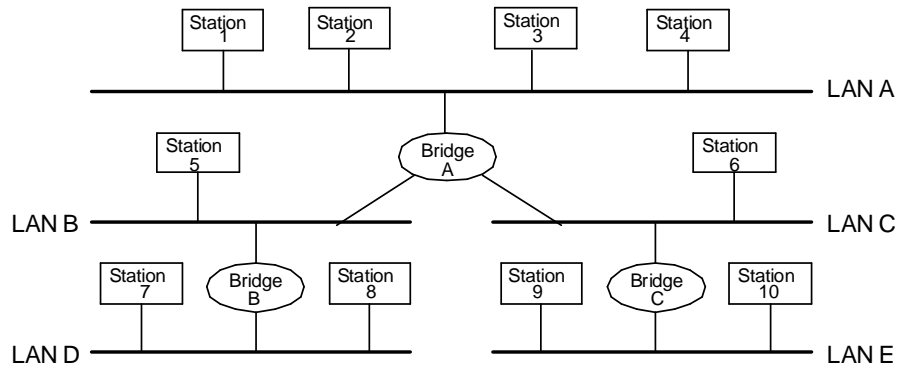 Station
1
Station
2
Station
3
Station
4
LAN A
Bridge
A
Station
5
Station
6
LAN B
LAN C
Station
7
Bridge
B
Station
8
Station
9
Bridge
C
Station
10
LAN D
LAN E